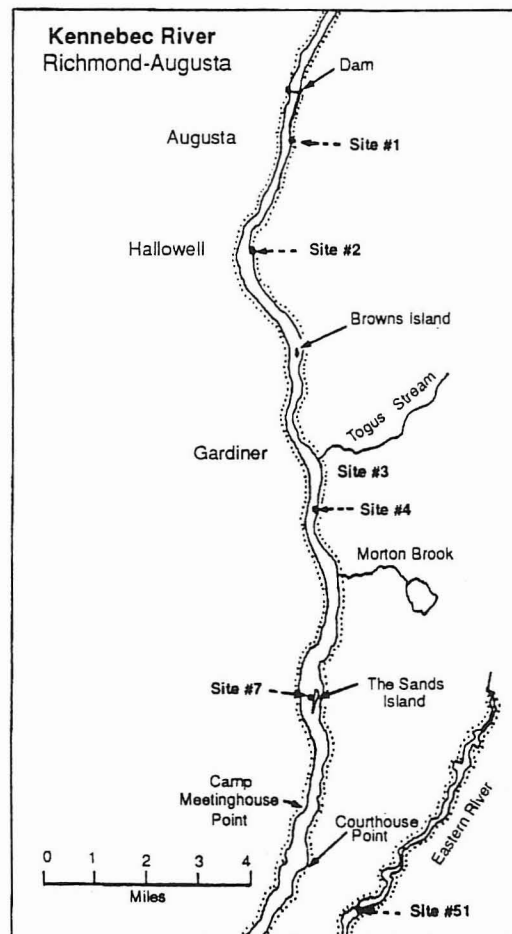 Kennebec River
Richmond-Augusta
Dam
Augusta
Site #1
Hallowell
Site #2
Browns Island
Togus Stream
Gardiner
Site #3
Site #4
Morton Brook
Site #7
The Sands
Island
Camp
Meetinghouse
Point
Courthouse
Point
Eastern River
0 1 2 4
Miles
Site #51